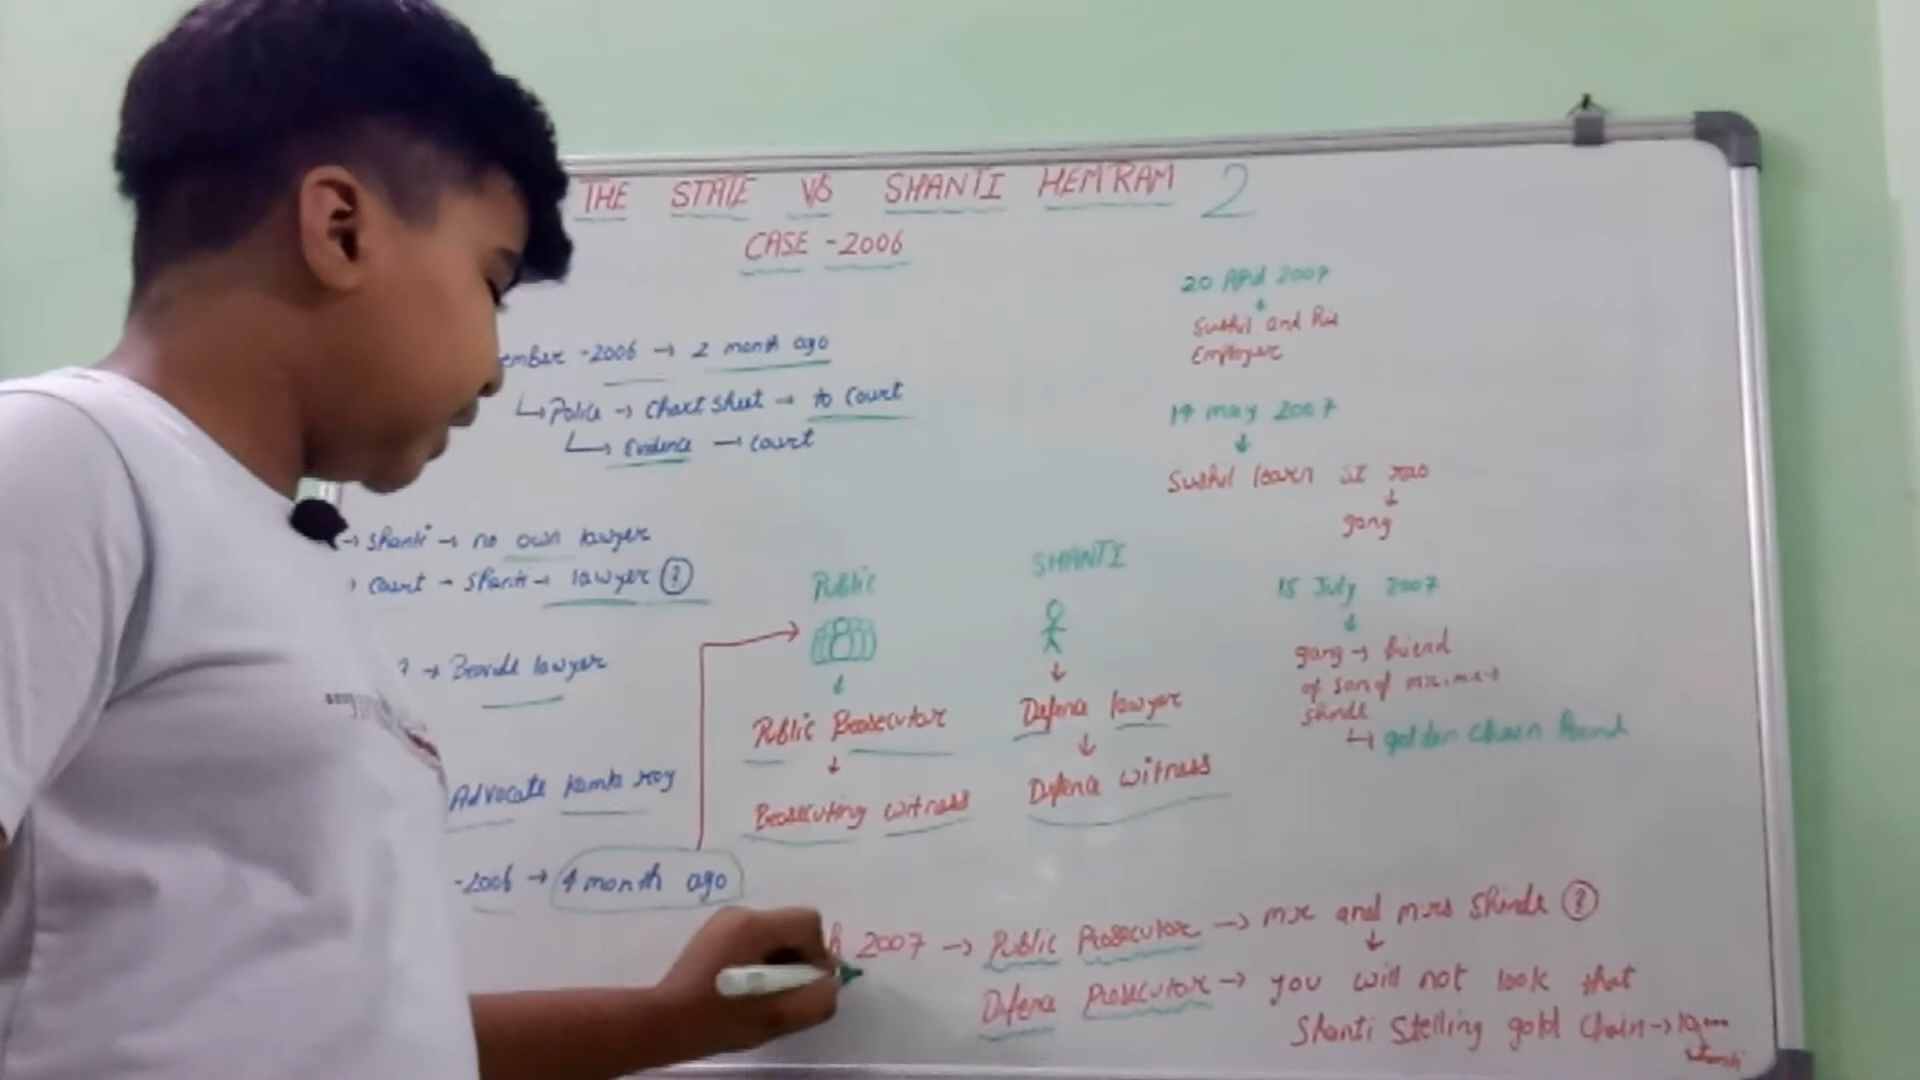 THE STATE VS SHANTI HEMRAM 2
CASE -2006
ember -2006 → 2 month ago
Police → Chart sheet → to Court
Evidence → Court
→ Shanti → no own lawyer
Court → Shanti → lawyer ?
? → Provide lawyer
Advocate kamla roy
-2006 → 4 month ago
Public
Public Prosecutor
Prosecuting witness
SHANTI
Defence lawyer
Defence witness
20 April 2007
Sushil and his
Employer
14 may 2007
Sushil learn SI rao
gang
15 July 2007
gang → friend
of son of mr. mrs
shinde
golden chain found
h 2007 → Public Prosecutor → mr and mrs Shinde ?
Defence Prosecutor → you will not look that
Shanti Stelling gold Chain →